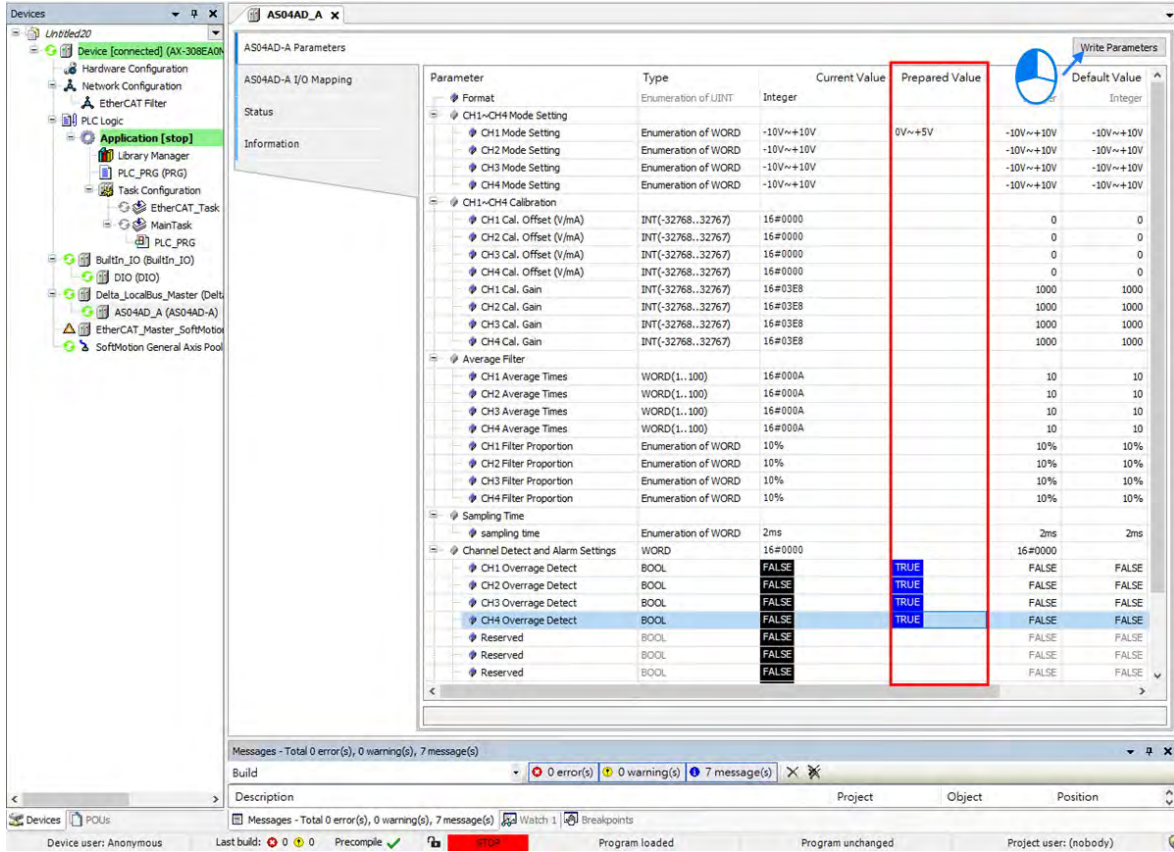 Devices
AS04AD_A
Untitled20
Device [connected] (AX-308EA0N
Hardware Configuration
Network Configuration
EtherCAT Filter
PLC Logic
Application [stop]
Library Manager
PLC_PRG (PRG)
Task Configuration
EtherCAT_Task
MainTask
PLC_PRG
BuiltIn_IO (BuiltIn_IO)
DIO (DIO)
Delta_LocalBus_Master (Delt
AS04AD_A (AS04AD-A)
EtherCAT_Master_SoftMotion
SoftMotion General Axis Pool
AS04AD-A Parameters
AS04AD-A I/O Mapping
Status
Information
Write Parameters
Parameter Type Current Value Prepared Value Default Value
Format Enumeration of UINT Integer Integer
CH1~CH4 Mode Setting
CH1 Mode Setting Enumeration of WORD -10V~+10V 0V~+5V -10V~+10V -10V~+10V
CH2 Mode Setting Enumeration of WORD -10V~+10V -10V~+10V -10V~+10V
CH3 Mode Setting Enumeration of WORD -10V~+10V -10V~+10V -10V~+10V
CH4 Mode Setting Enumeration of WORD -10V~+10V -10V~+10V -10V~+10V
CH1~CH4 Calibration
CH1 Cal. Offset (V/mA) INT(-32768..32767) 16#0000 0 0
CH2 Cal. Offset (V/mA) INT(-32768..32767) 16#0000 0 0
CH3 Cal. Offset (V/mA) INT(-32768..32767) 16#0000 0 0
CH4 Cal. Offset (V/mA) INT(-32768..32767) 16#0000 0 0
CH1 Cal. Gain INT(-32768..32767) 16#03E8 1000 1000
CH2 Cal. Gain INT(-32768..32767) 16#03E8 1000 1000
CH3 Cal. Gain INT(-32768..32767) 16#03E8 1000 1000
CH4 Cal. Gain INT(-32768..32767) 16#03E8 1000 1000
Average Filter
CH1 Average Times WORD(1..100) 16#000A 10 10
CH2 Average Times WORD(1..100) 16#000A 10 10
CH3 Average Times WORD(1..100) 16#000A 10 10
CH4 Average Times WORD(1..100) 16#000A 10 10
CH1 Filter Proportion Enumeration of WORD 10% 10% 10%
CH2 Filter Proportion Enumeration of WORD 10% 10% 10%
CH3 Filter Proportion Enumeration of WORD 10% 10% 10%
CH4 Filter Proportion Enumeration of WORD 10% 10% 10%
Sampling Time
sampling time Enumeration of WORD 2ms 2ms 2ms
Channel Detect and Alarm Settings WORD 16#0000 16#0000
CH1 Overrage Detect BOOL FALSE TRUE FALSE FALSE
CH2 Overrage Detect BOOL FALSE TRUE FALSE FALSE
CH3 Overrage Detect BOOL FALSE TRUE FALSE FALSE
CH4 Overrage Detect BOOL FALSE TRUE FALSE FALSE
Reserved BOOL FALSE FALSE FALSE
Reserved BOOL FALSE FALSE FALSE
Reserved BOOL FALSE FALSE FALSE
Messages - Total 0 error(s), 0 warning(s), 7 message(s)
Build 0 error(s) 0 warning(s) 7 message(s)
Description Project Object Position
Devices POUs Messages - Total 0 error(s), 0 warning(s), 7 message(s) Watch 1 Breakpoints
Device user: Anonymous Last build: 0 0 Precompile STOP Program loaded Program unchanged Project user: (nobody)